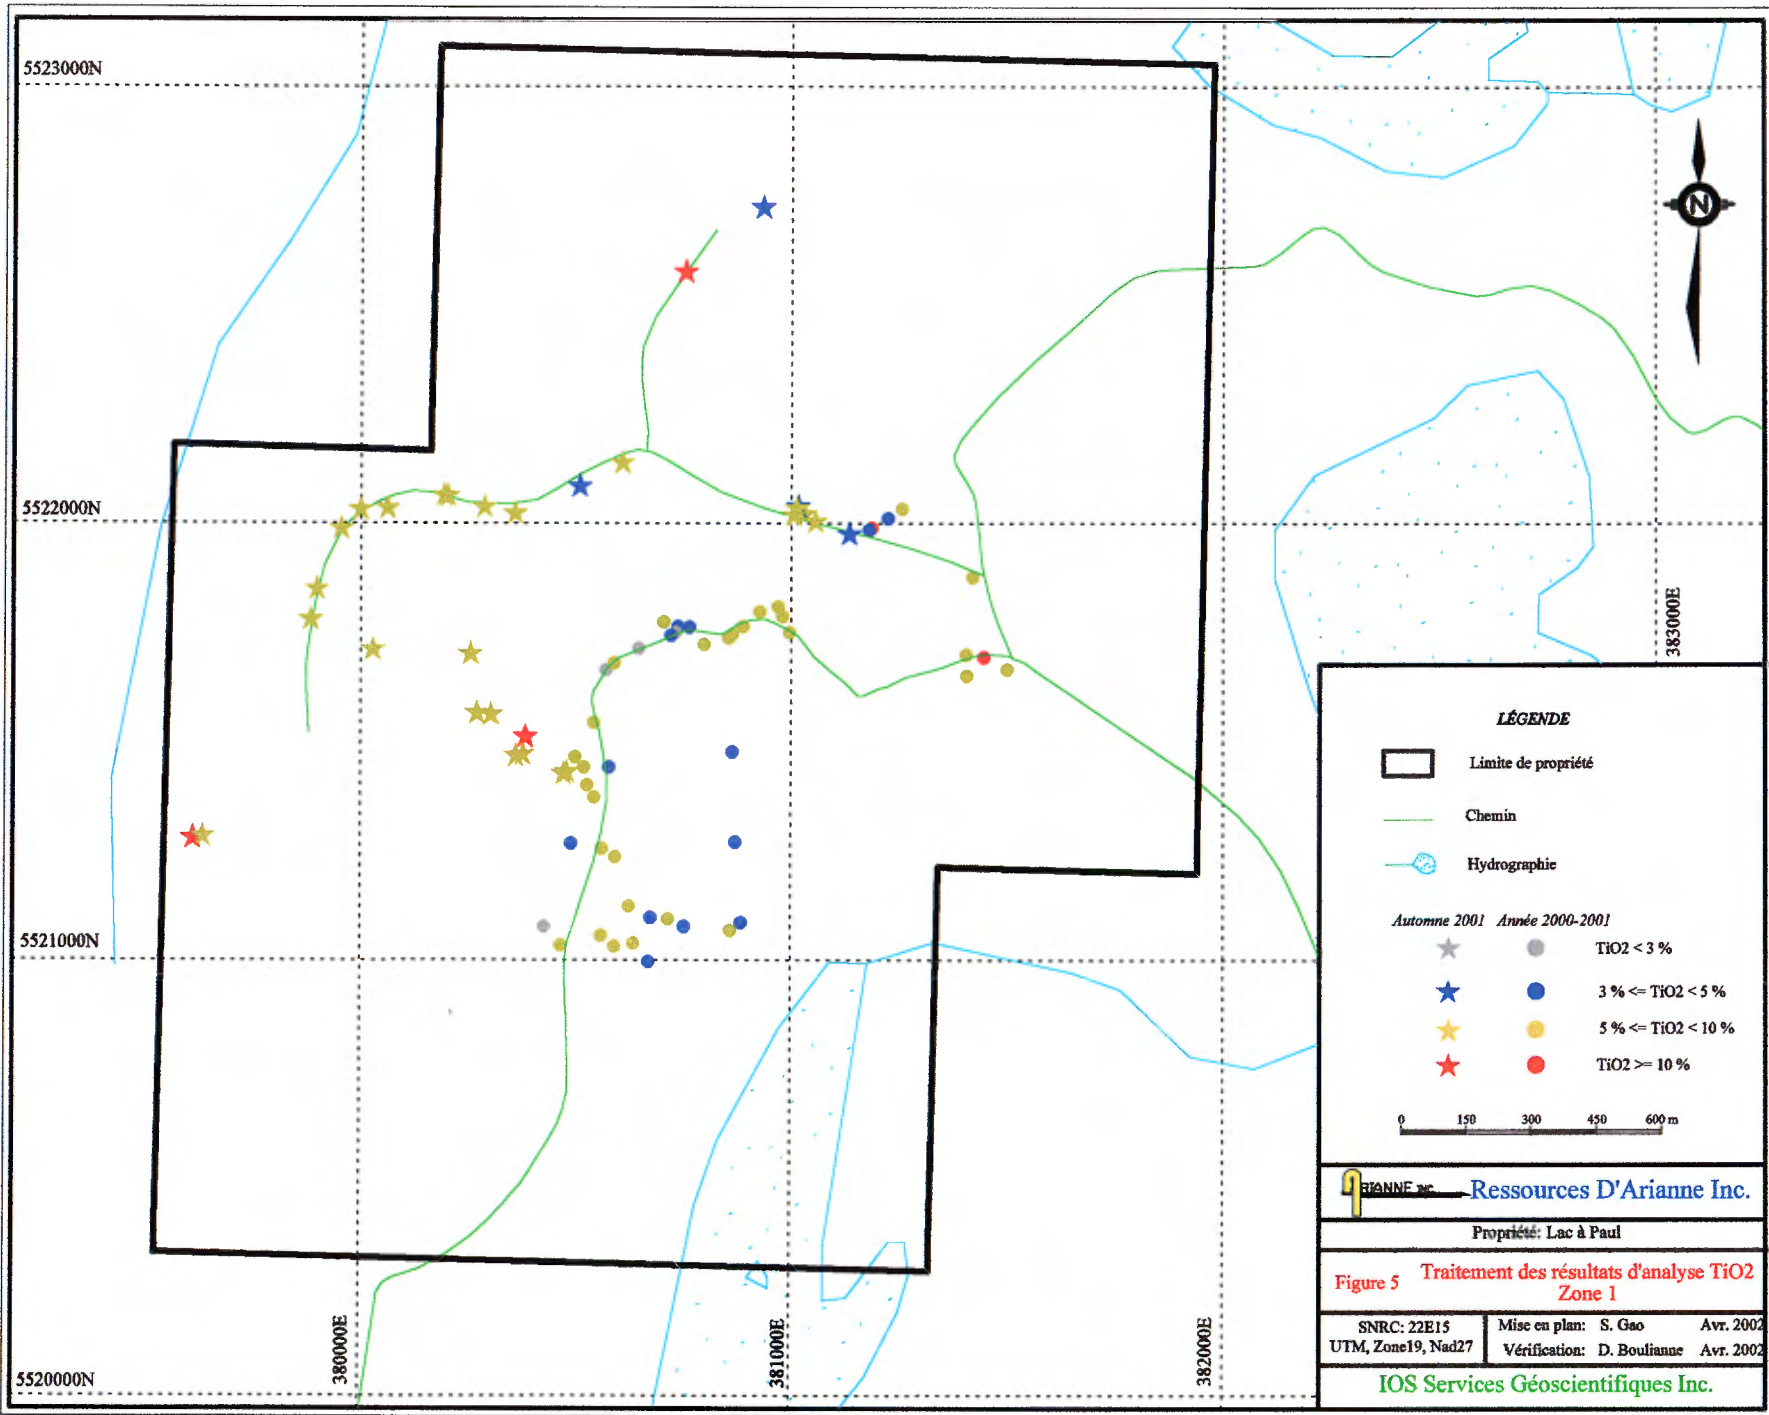 5523000N
5522000N
5521000N
5520000N
380000E
381000E
382000E
383000E
N
LÉGENDE
Limite de propriété
Chemin
Hydrographie
Automne 2001 Année 2000-2001
TiO2 < 3 %
3 % <= TiO2 < 5 %
5 % <= TiO2 < 10 %
TiO2 >= 10 %
0 150 300 450 600 m
Ressources D'Arianne Inc.
Propriété: Lac à Paul
Figure 5 Traitement des résultats d'analyse TiO2
Zone 1
SNRC: 22E15
UTM, Zone19, Nad27
Mise en plan: S. Gao Avr. 2002
Vérification: D. Boulianne Avr. 2002
IOS Services Géoscientifiques Inc.